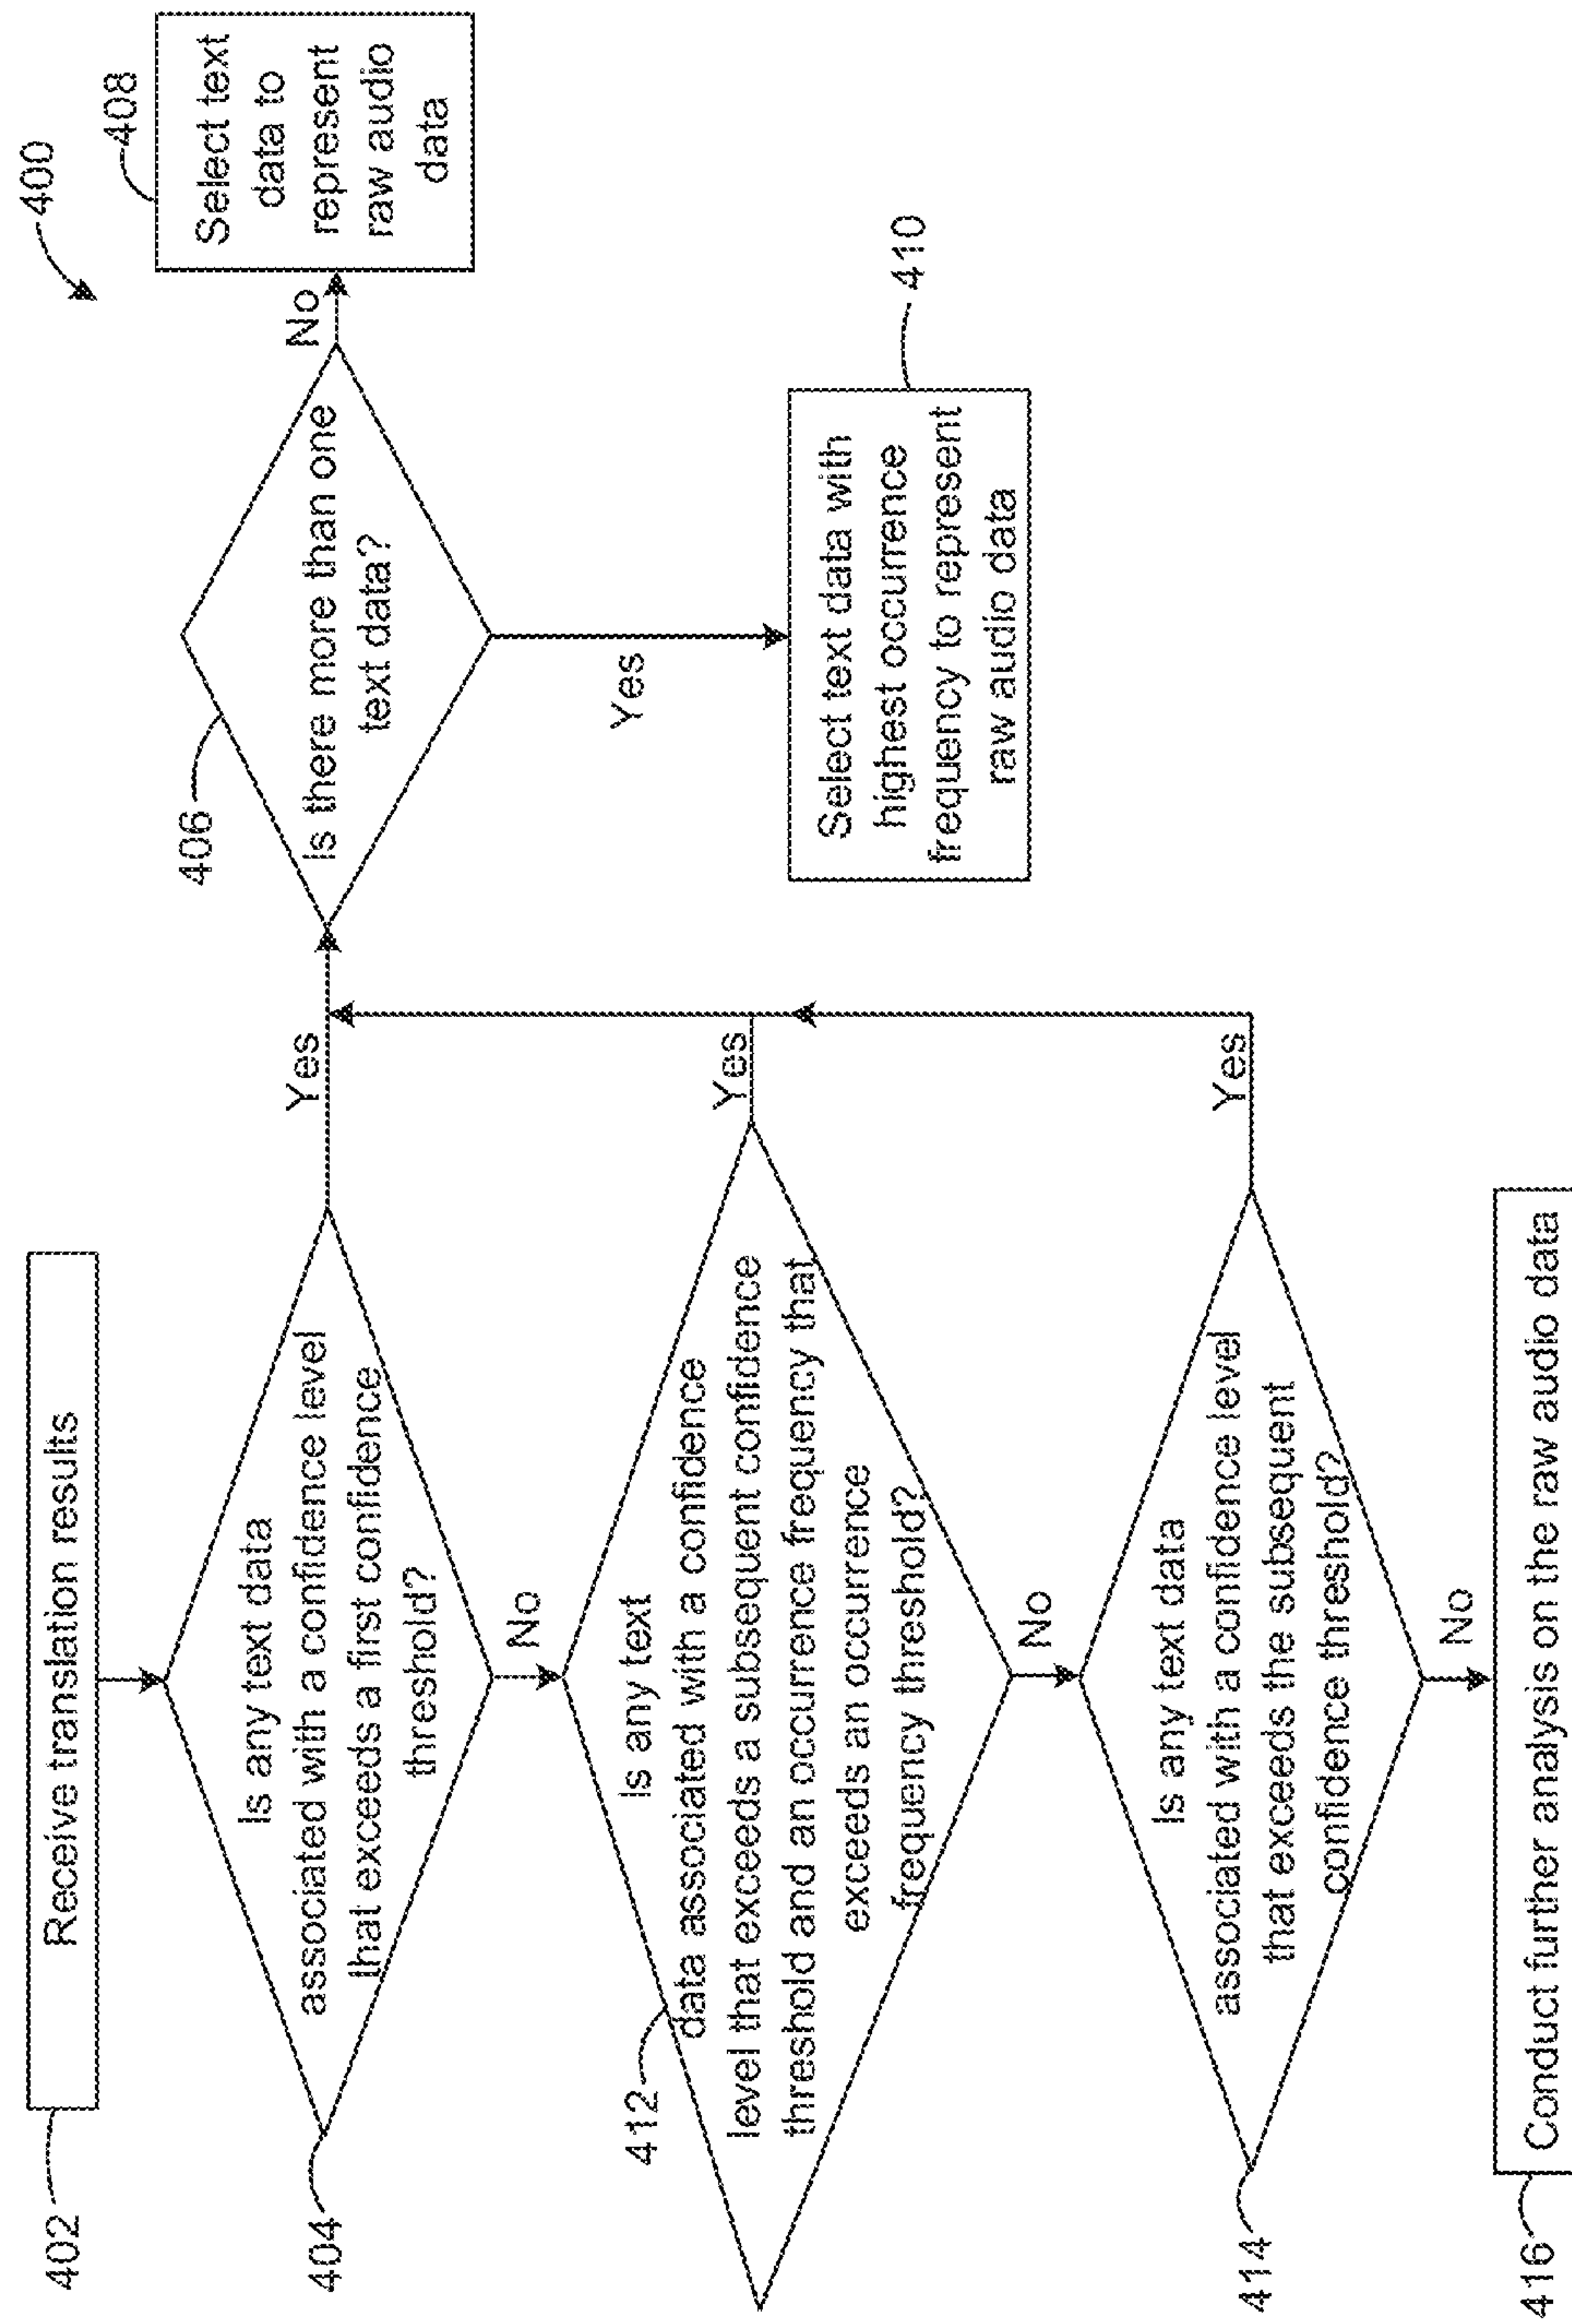 400
402
Receive translation results
404
Is any text data
associated with a confidence level
that exceeds a first confidence
threshold?
Yes
No
406
Is there more than one
text data?
No
408
Select text
data to
represent
raw audio
data
Yes
410
Select text data with
highest occurrence
frequency to represent
raw audio data
412
Is any text
data associated with a confidence
level that exceeds a subsequent confidence
threshold and an occurrence frequency that
exceeds an occurrence
frequency threshold?
Yes
No
414
Is any text data
associated with a confidence level
that exceeds the subsequent
confidence threshold?
Yes
No
416
Conduct further analysis on the raw audio data